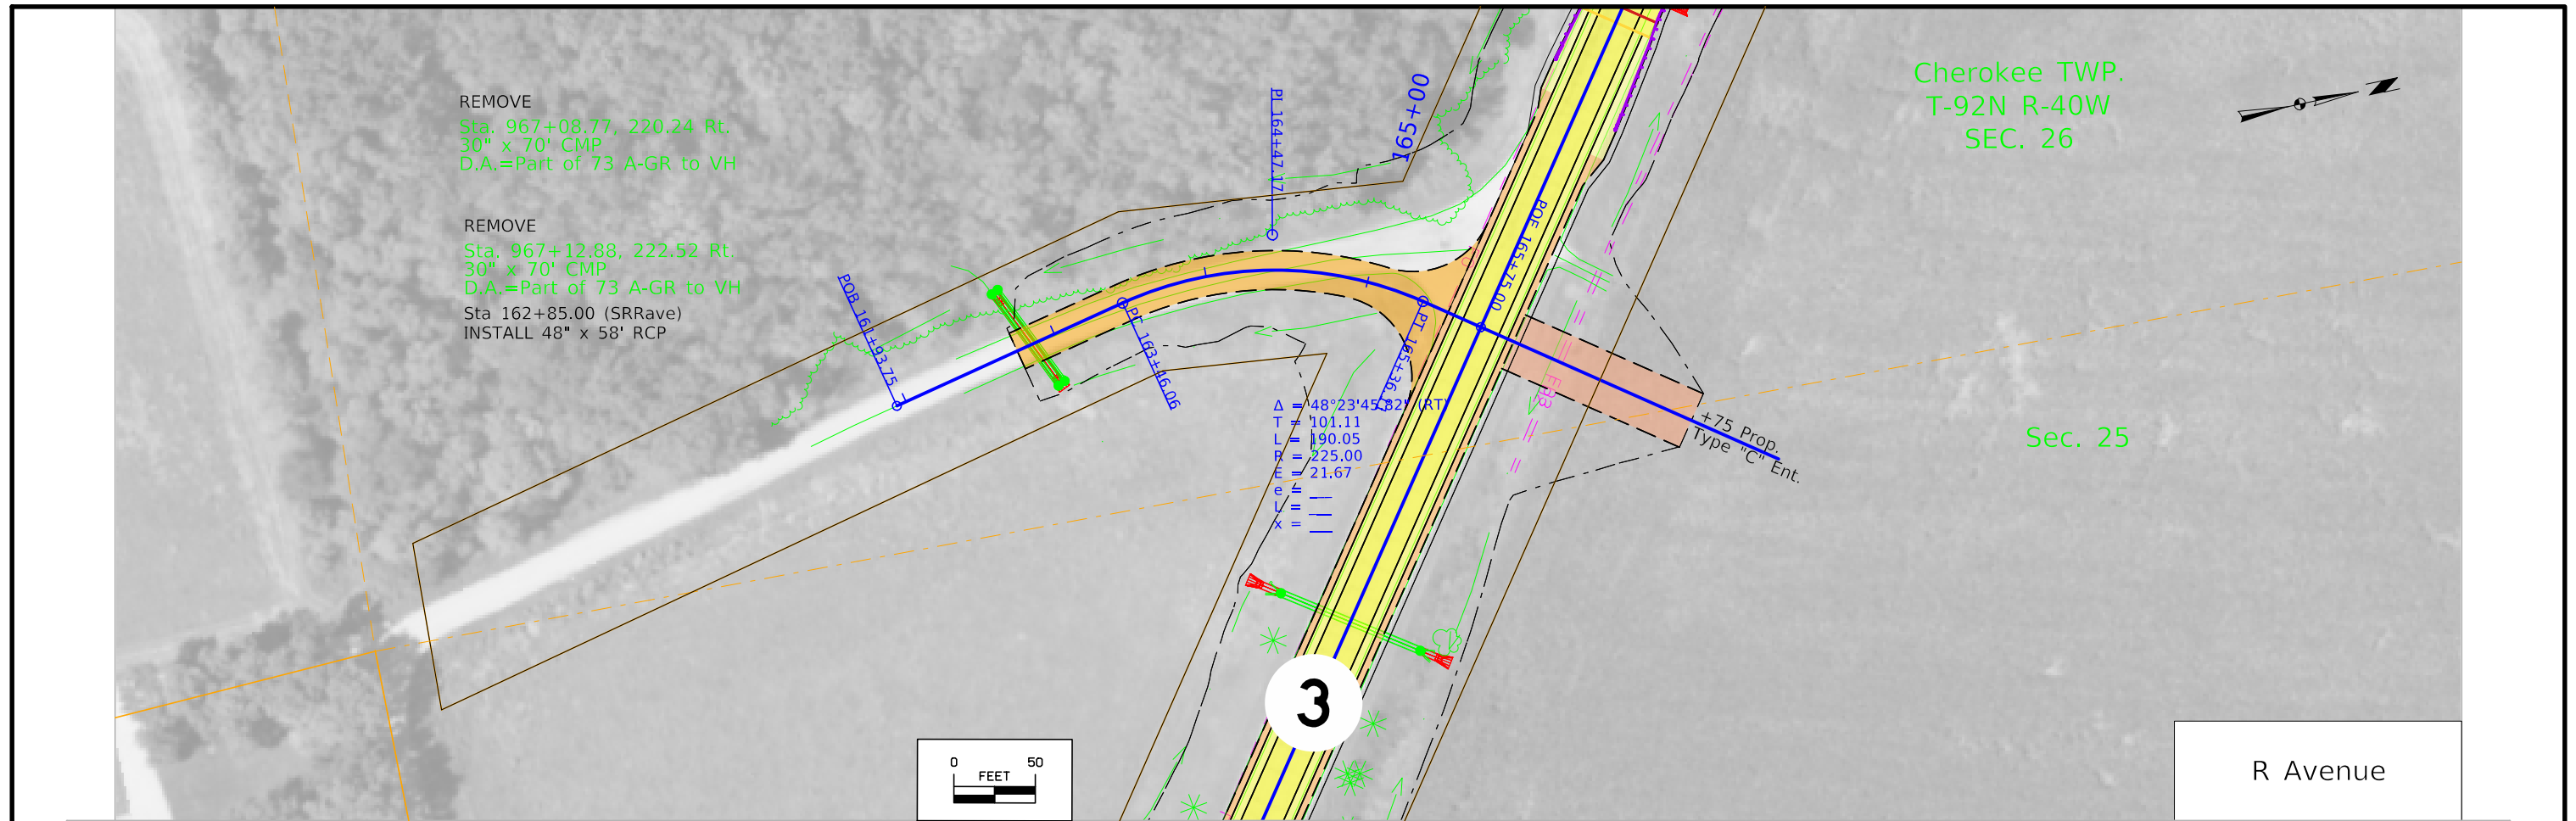 REMOVE
Sta. 967+08.77, 220.24 Rt.
30" x 70' CMP
D.A.=Part of 73 A-GR to VH
REMOVE
Sta. 967+12.88, 222.52 Rt.
30" x 70' CMP
D.A.=Part of 73 A-GR to VH
Sta 162+85.00 (SRRave)
INSTALL 48" x 58' RCP
POB 161+93.75
PC 163+46.06
PI 164+47.17
165+00
POE 165+75.00
Δ = 48°23'45.82" (RT)
T = 101.11
L = 190.05
R = 225.00
E = 21.67
e = __
L = __
x = __
+75 Prop.
Type "C" Ent.
Cherokee TWP.
T-92N R-40W
SEC. 26
Sec. 25
3
0 50
FEET
R Avenue